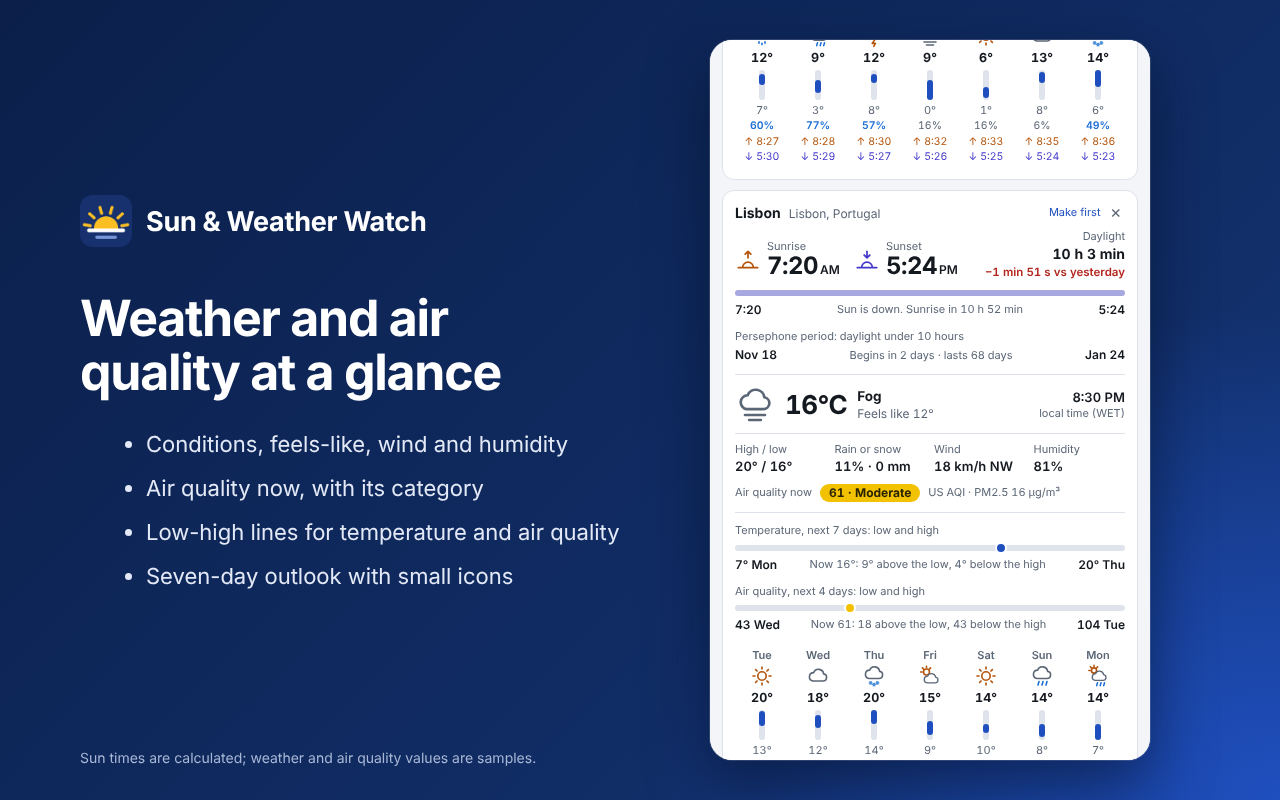 Sun & Weather Watch
Weather and air
quality at a glance
• Conditions, feels-like, wind and humidity
• Air quality now, with its category
• Low-high lines for temperature and air quality
• Seven-day outlook with small icons
Sun times are calculated; weather and air quality values are samples.
12° 9° 12° 9° 6° 13° 14°
7° 3° 8° 0° 1° 8° 6°
60% 77% 57% 16% 16% 6% 49%
↑ 8:27 ↑ 8:28 ↑ 8:30 ↑ 8:32 ↑ 8:33 ↑ 8:35 ↑ 8:36
↓ 5:30 ↓ 5:29 ↓ 5:27 ↓ 5:26 ↓ 5:25 ↓ 5:24 ↓ 5:23
Lisbon Lisbon, Portugal Make first ✕
Sunrise Sunset Daylight
7:20 AM 5:24 PM 10 h 3 min
−1 min 51 s vs yesterday
7:20 Sun is down. Sunrise in 10 h 52 min 5:24
Persephone period: daylight under 10 hours
Nov 18 Begins in 2 days · lasts 68 days Jan 24
16°C Fog 8:30 PM
Feels like 12° local time (WET)
High / low Rain or snow Wind Humidity
20° / 16° 11% · 0 mm 18 km/h NW 81%
Air quality now 61 · Moderate US AQI · PM2.5 16 µg/m³
Temperature, next 7 days: low and high
7° Mon Now 16°: 9° above the low, 4° below the high 20° Thu
Air quality, next 4 days: low and high
43 Wed Now 61: 18 above the low, 43 below the high 104 Tue
Tue Wed Thu Fri Sat Sun Mon
20° 18° 20° 15° 14° 14° 14°
13° 12° 14° 9° 10° 8° 7°